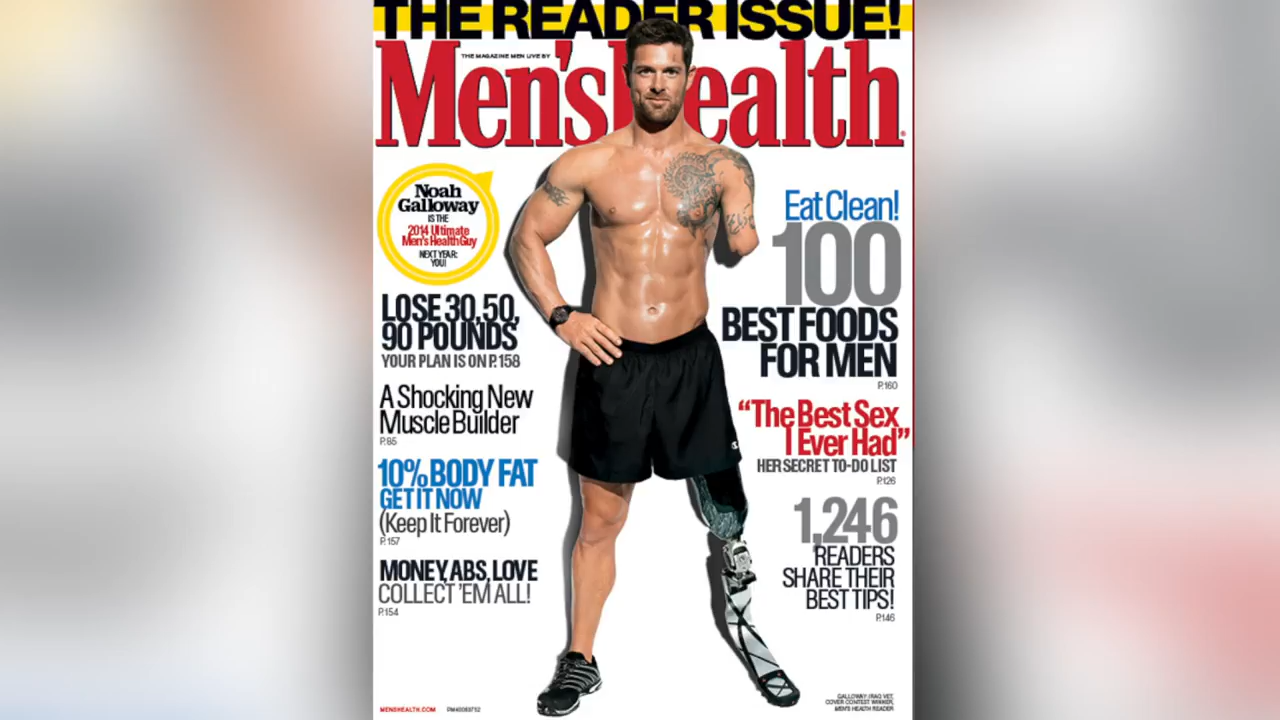 THE READER ISSUE!
THE MAGAZINE MEN LIVE BY
Men'sHealth
Noah
Galloway
IS THE
2014 Ultimate
Men's Health Guy
NEXT YEAR:
YOU!
LOSE 30, 50,
90 POUNDS
YOUR PLAN IS ON P. 158
A Shocking New
Muscle Builder
P. 85
10% BODY FAT
GET IT NOW
(Keep It Forever)
P. 157
MONEY, ABS, LOVE
COLLECT 'EM ALL!
P. 154
MENSHEALTH.COM
Eat Clean!
100
BEST FOODS
FOR MEN
P. 160
"The Best Sex
I Ever Had"
HER SECRET TO-DO LIST
P. 126
1,246
READERS
SHARE THEIR
BEST TIPS!
P. 146
GALLOWAY: IRAQ VET,
COVER CONTEST WINNER,
MEN'S HEALTH READER